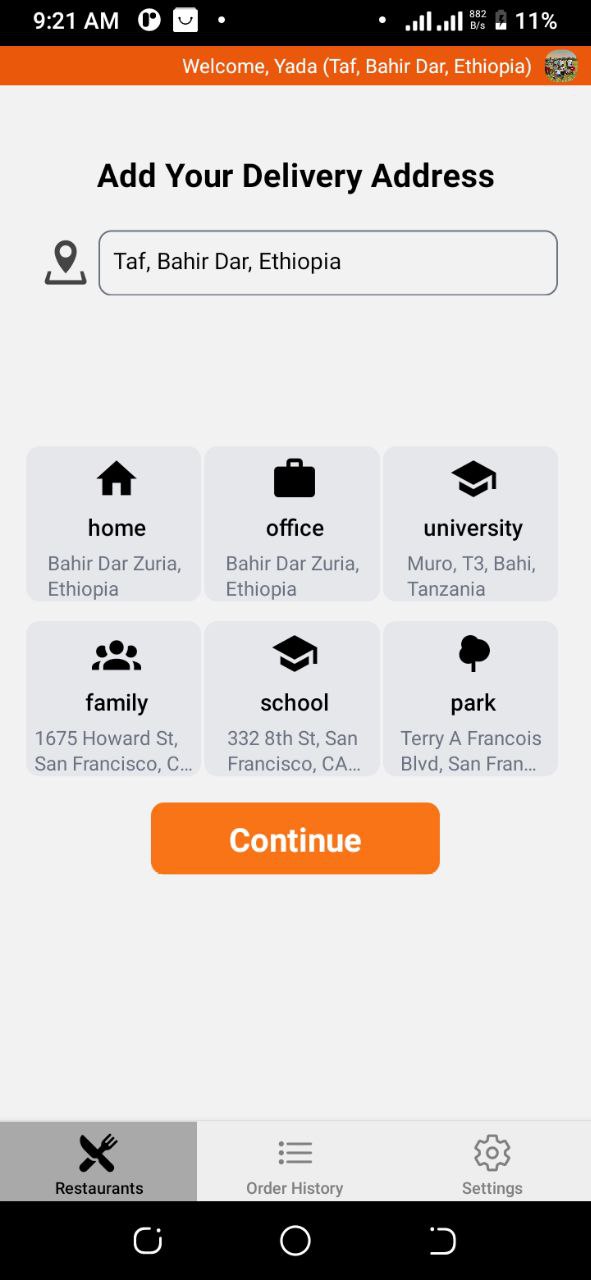 9:21 AM
882
B/s
11%
Welcome, Yada (Taf, Bahir Dar, Ethiopia)
Add Your Delivery Address
Taf, Bahir Dar, Ethiopia
home
Bahir Dar Zuria,
Ethiopia
office
Bahir Dar Zuria,
Ethiopia
university
Muro, T3, Bahi,
Tanzania
family
1675 Howard St,
San Francisco, C...
school
332 8th St, San
Francisco, CA...
park
Terry A Francois
Blvd, San Fran...
Continue
Restaurants
Order History
Settings